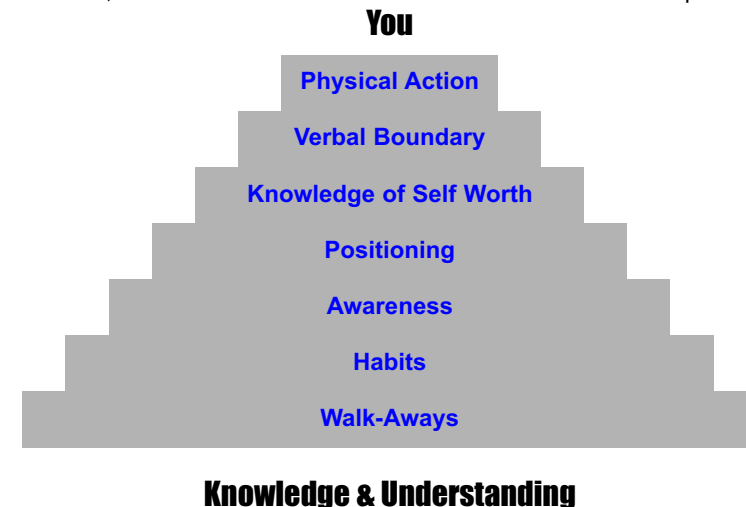 You
Physical Action
Verbal Boundary
Knowledge of Self Worth
Positioning
Awareness
Habits
Walk-Aways
Knowledge & Understanding